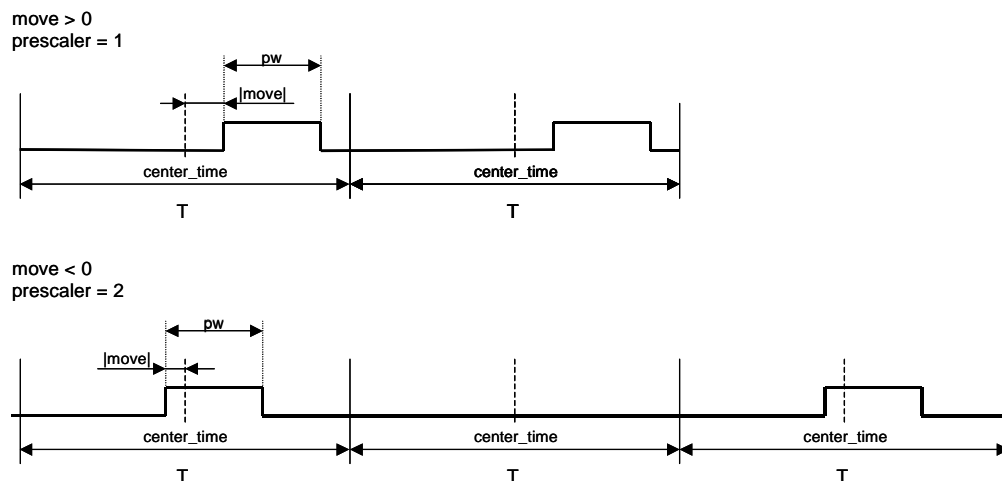 move > 0
prescaler = 1
pw
|move|
center_time
center_time
T
T
move < 0
prescaler = 2
pw
|move|
center_time
center_time
center_time
T
T
T